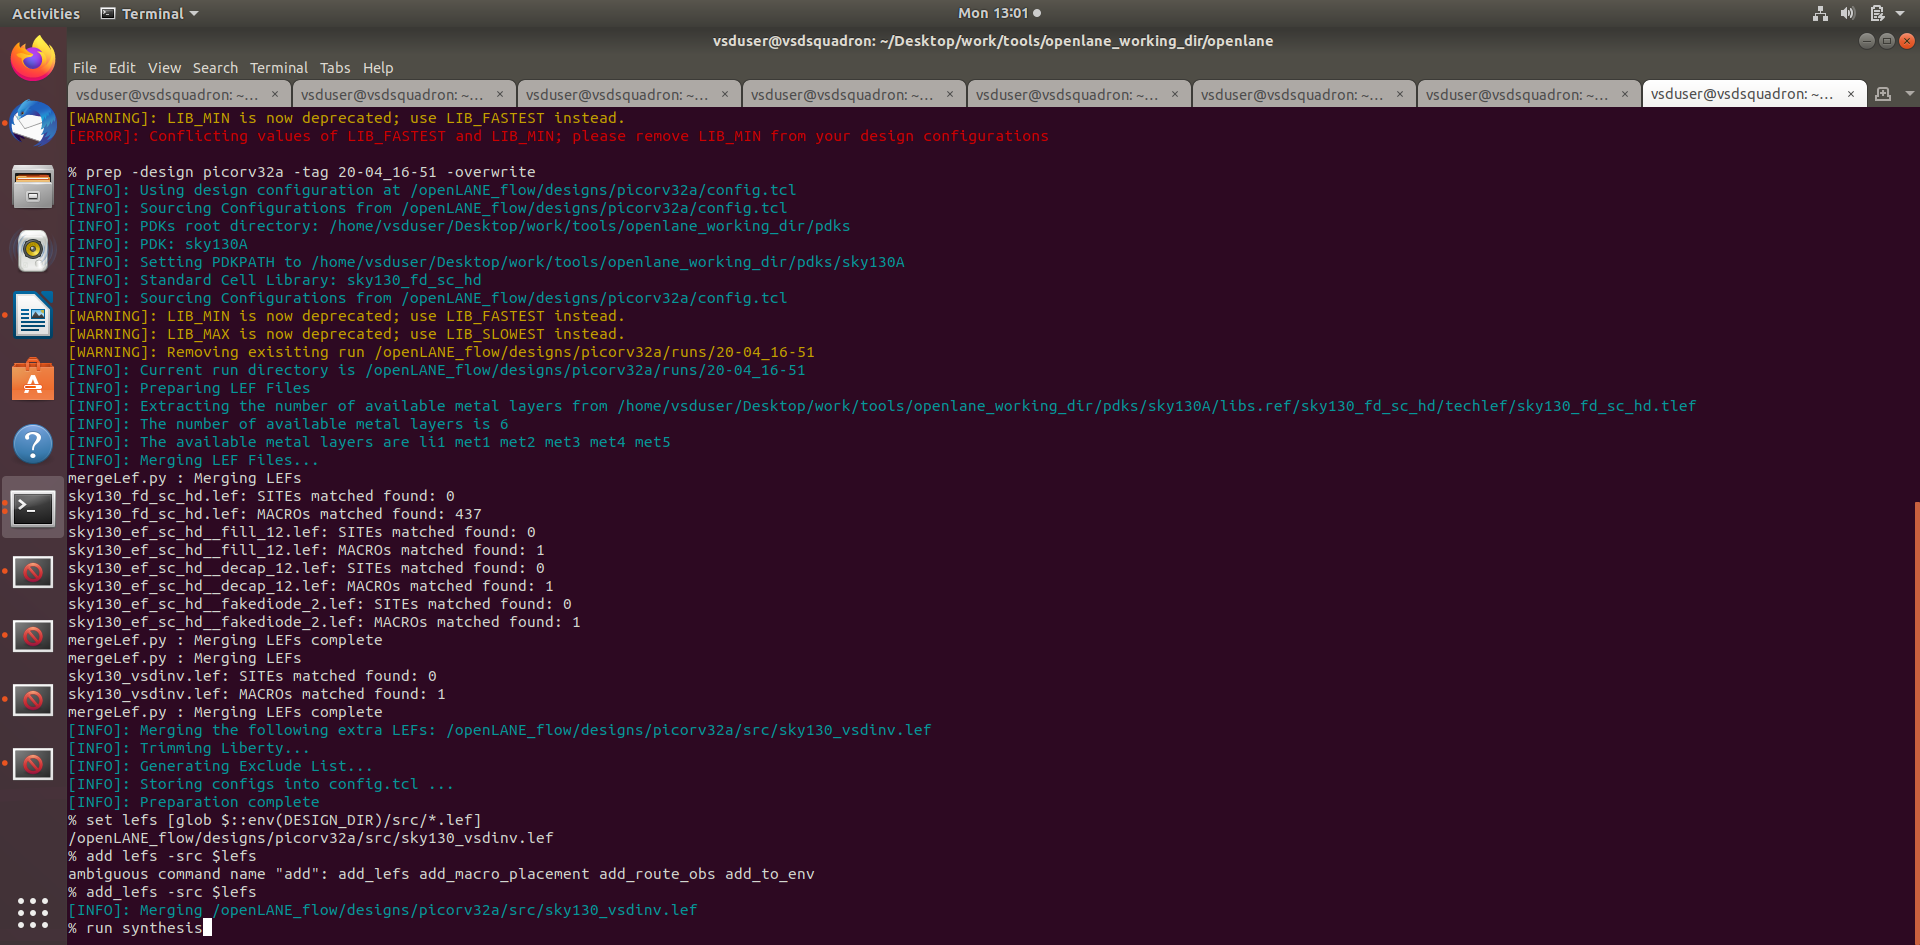 Activities
Terminal
Mon 13:01
vsduser@vsdsquadron: ~/Desktop/work/tools/openlane_working_dir/openlane
File Edit View Search Terminal Tabs Help
vsduser@vsdsquadron: ~... × vsduser@vsdsquadron: ~... × vsduser@vsdsquadron: ~... × vsduser@vsdsquadron: ~... × vsduser@vsdsquadron: ~... × vsduser@vsdsquadron: ~... × vsduser@vsdsquadron: ~... × vsduser@vsdsquadron: ~... ×
[WARNING]: LIB_MIN is now deprecated; use LIB_FASTEST instead.
[ERROR]: Conflicting values of LIB_FASTEST and LIB_MIN; please remove LIB_MIN from your design configurations
% prep -design picorv32a -tag 20-04_16-51 -overwrite
[INFO]: Using design configuration at /openLANE_flow/designs/picorv32a/config.tcl
[INFO]: Sourcing Configurations from /openLANE_flow/designs/picorv32a/config.tcl
[INFO]: PDKs root directory: /home/vsduser/Desktop/work/tools/openlane_working_dir/pdks
[INFO]: PDK: sky130A
[INFO]: Setting PDKPATH to /home/vsduser/Desktop/work/tools/openlane_working_dir/pdks/sky130A
[INFO]: Standard Cell Library: sky130_fd_sc_hd
[INFO]: Sourcing Configurations from /openLANE_flow/designs/picorv32a/config.tcl
[WARNING]: LIB_MIN is now deprecated; use LIB_FASTEST instead.
[WARNING]: LIB_MAX is now deprecated; use LIB_SLOWEST instead.
[WARNING]: Removing exisiting run /openLANE_flow/designs/picorv32a/runs/20-04_16-51
[INFO]: Current run directory is /openLANE_flow/designs/picorv32a/runs/20-04_16-51
[INFO]: Preparing LEF Files
[INFO]: Extracting the number of available metal layers from /home/vsduser/Desktop/work/tools/openlane_working_dir/pdks/sky130A/libs.ref/sky130_fd_sc_hd/techlef/sky130_fd_sc_hd.tlef
[INFO]: The number of available metal layers is 6
[INFO]: The available metal layers are li1 met1 met2 met3 met4 met5
[INFO]: Merging LEF Files...
mergeLef.py : Merging LEFs
sky130_fd_sc_hd.lef: SITEs matched found: 0
sky130_fd_sc_hd.lef: MACROs matched found: 437
sky130_ef_sc_hd__fill_12.lef: SITEs matched found: 0
sky130_ef_sc_hd__fill_12.lef: MACROs matched found: 1
sky130_ef_sc_hd__decap_12.lef: SITEs matched found: 0
sky130_ef_sc_hd__decap_12.lef: MACROs matched found: 1
sky130_ef_sc_hd__fakediode_2.lef: SITEs matched found: 0
sky130_ef_sc_hd__fakediode_2.lef: MACROs matched found: 1
mergeLef.py : Merging LEFs complete
mergeLef.py : Merging LEFs
sky130_vsdinv.lef: SITEs matched found: 0
sky130_vsdinv.lef: MACROs matched found: 1
mergeLef.py : Merging LEFs complete
[INFO]: Merging the following extra LEFs: /openLANE_flow/designs/picorv32a/src/sky130_vsdinv.lef
[INFO]: Trimming Liberty...
[INFO]: Generating Exclude List...
[INFO]: Storing configs into config.tcl ...
[INFO]: Preparation complete
% set lefs [glob $::env(DESIGN_DIR)/src/*.lef]
/openLANE_flow/designs/picorv32a/src/sky130_vsdinv.lef
% add lefs -src $lefs
ambiguous command name "add": add_lefs add_macro_placement add_route_obs add_to_env
% add_lefs -src $lefs
[INFO]: Merging /openLANE_flow/designs/picorv32a/src/sky130_vsdinv.lef
% run synthesis